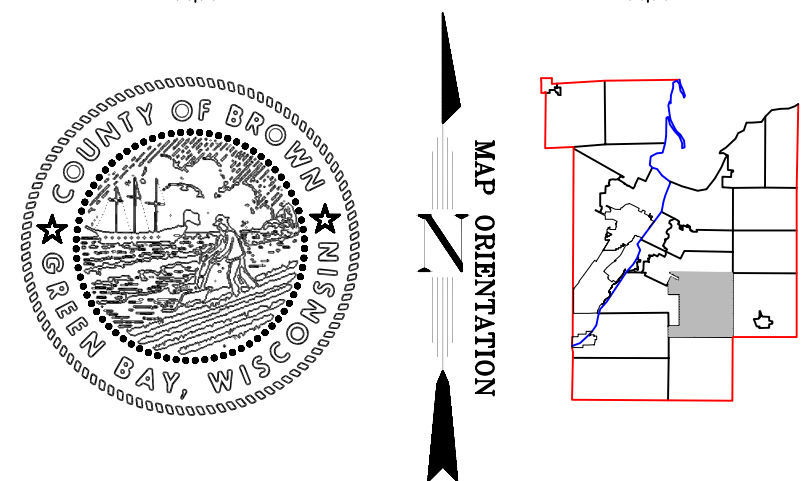 COUNTY OF BROWN
GREEN BAY, WISCONSIN
N
MAP ORIENTATION